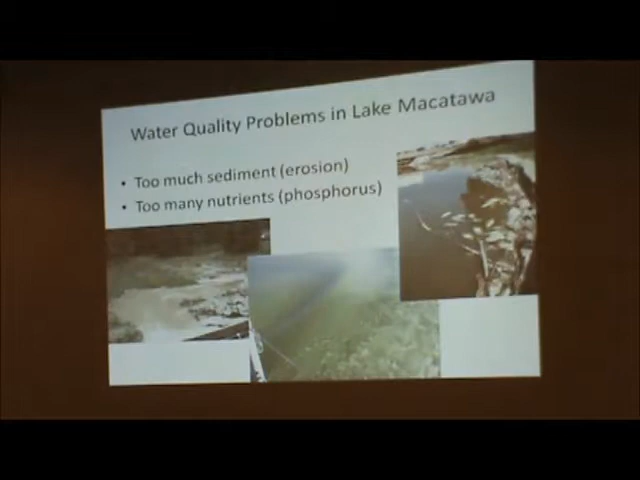 Water Quality Problems in Lake Macatawa
• Too much sediment (erosion)
• Too many nutrients (phosphorus)